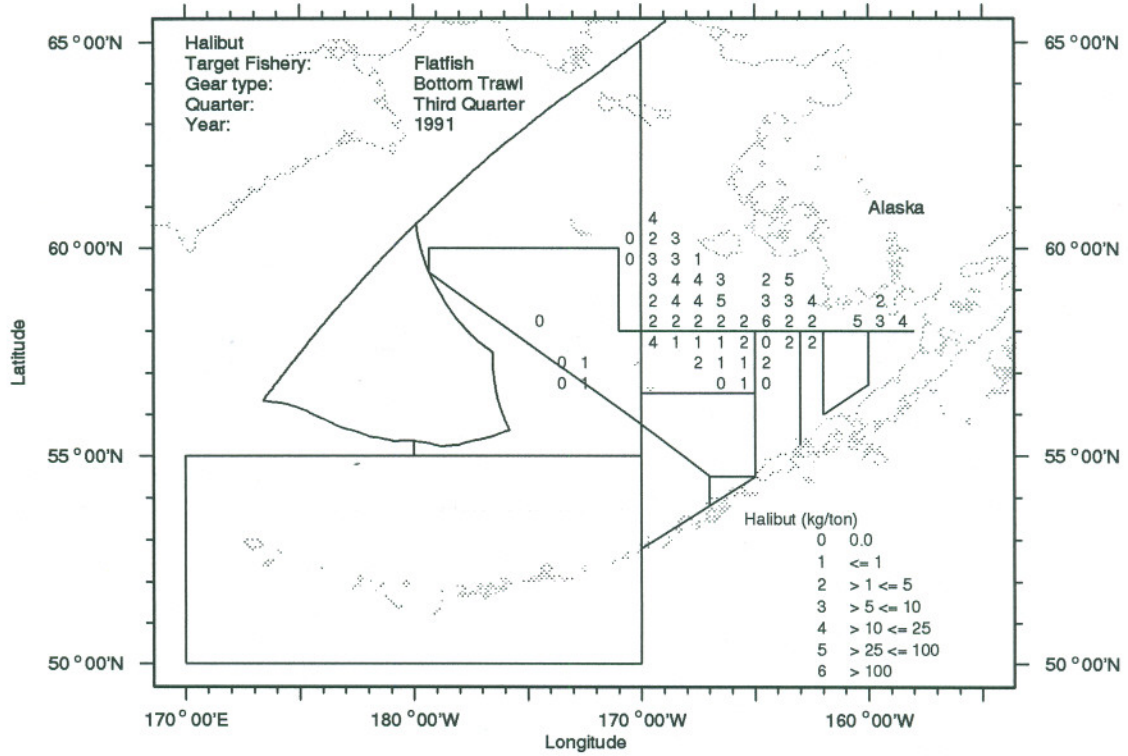 65°00'N 65°00'N
Halibut
Target Fishery: Flatfish
Gear type: Bottom Trawl
Quarter: Third Quarter
Year: 1991
Alaska
4
60°00'N 0 2 3 60°00'N
0 3 3 1
3 4 4 3 2 5
2 4 4 5 3 3 4 2
0 2 2 2 2 2 6 2 2 5 3 4
4 1 1 1 2 0 2 2
0 1 2 1 1 2
0 1 0 1 0
Latitude
55°00'N 55°00'N
Halibut (kg/ton)
0 0.0
1 <= 1
2 > 1 <= 5
3 > 5 <= 10
4 > 10 <= 25
5 > 25 <= 100
6 > 100
50°00'N 50°00'N
170°00'E 180°00'W 170°00'W 160°00'W
Longitude